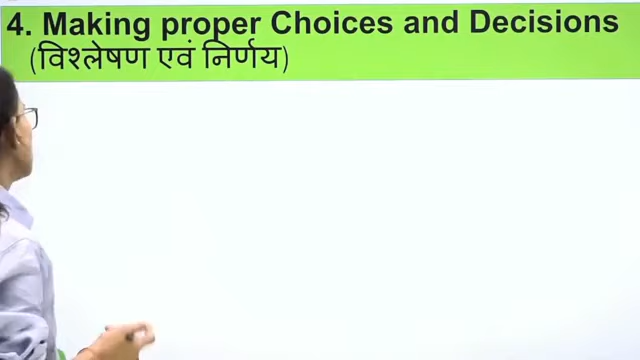 4. Making proper Choices and Decisions
(विश्लेषण एवं निर्णय)